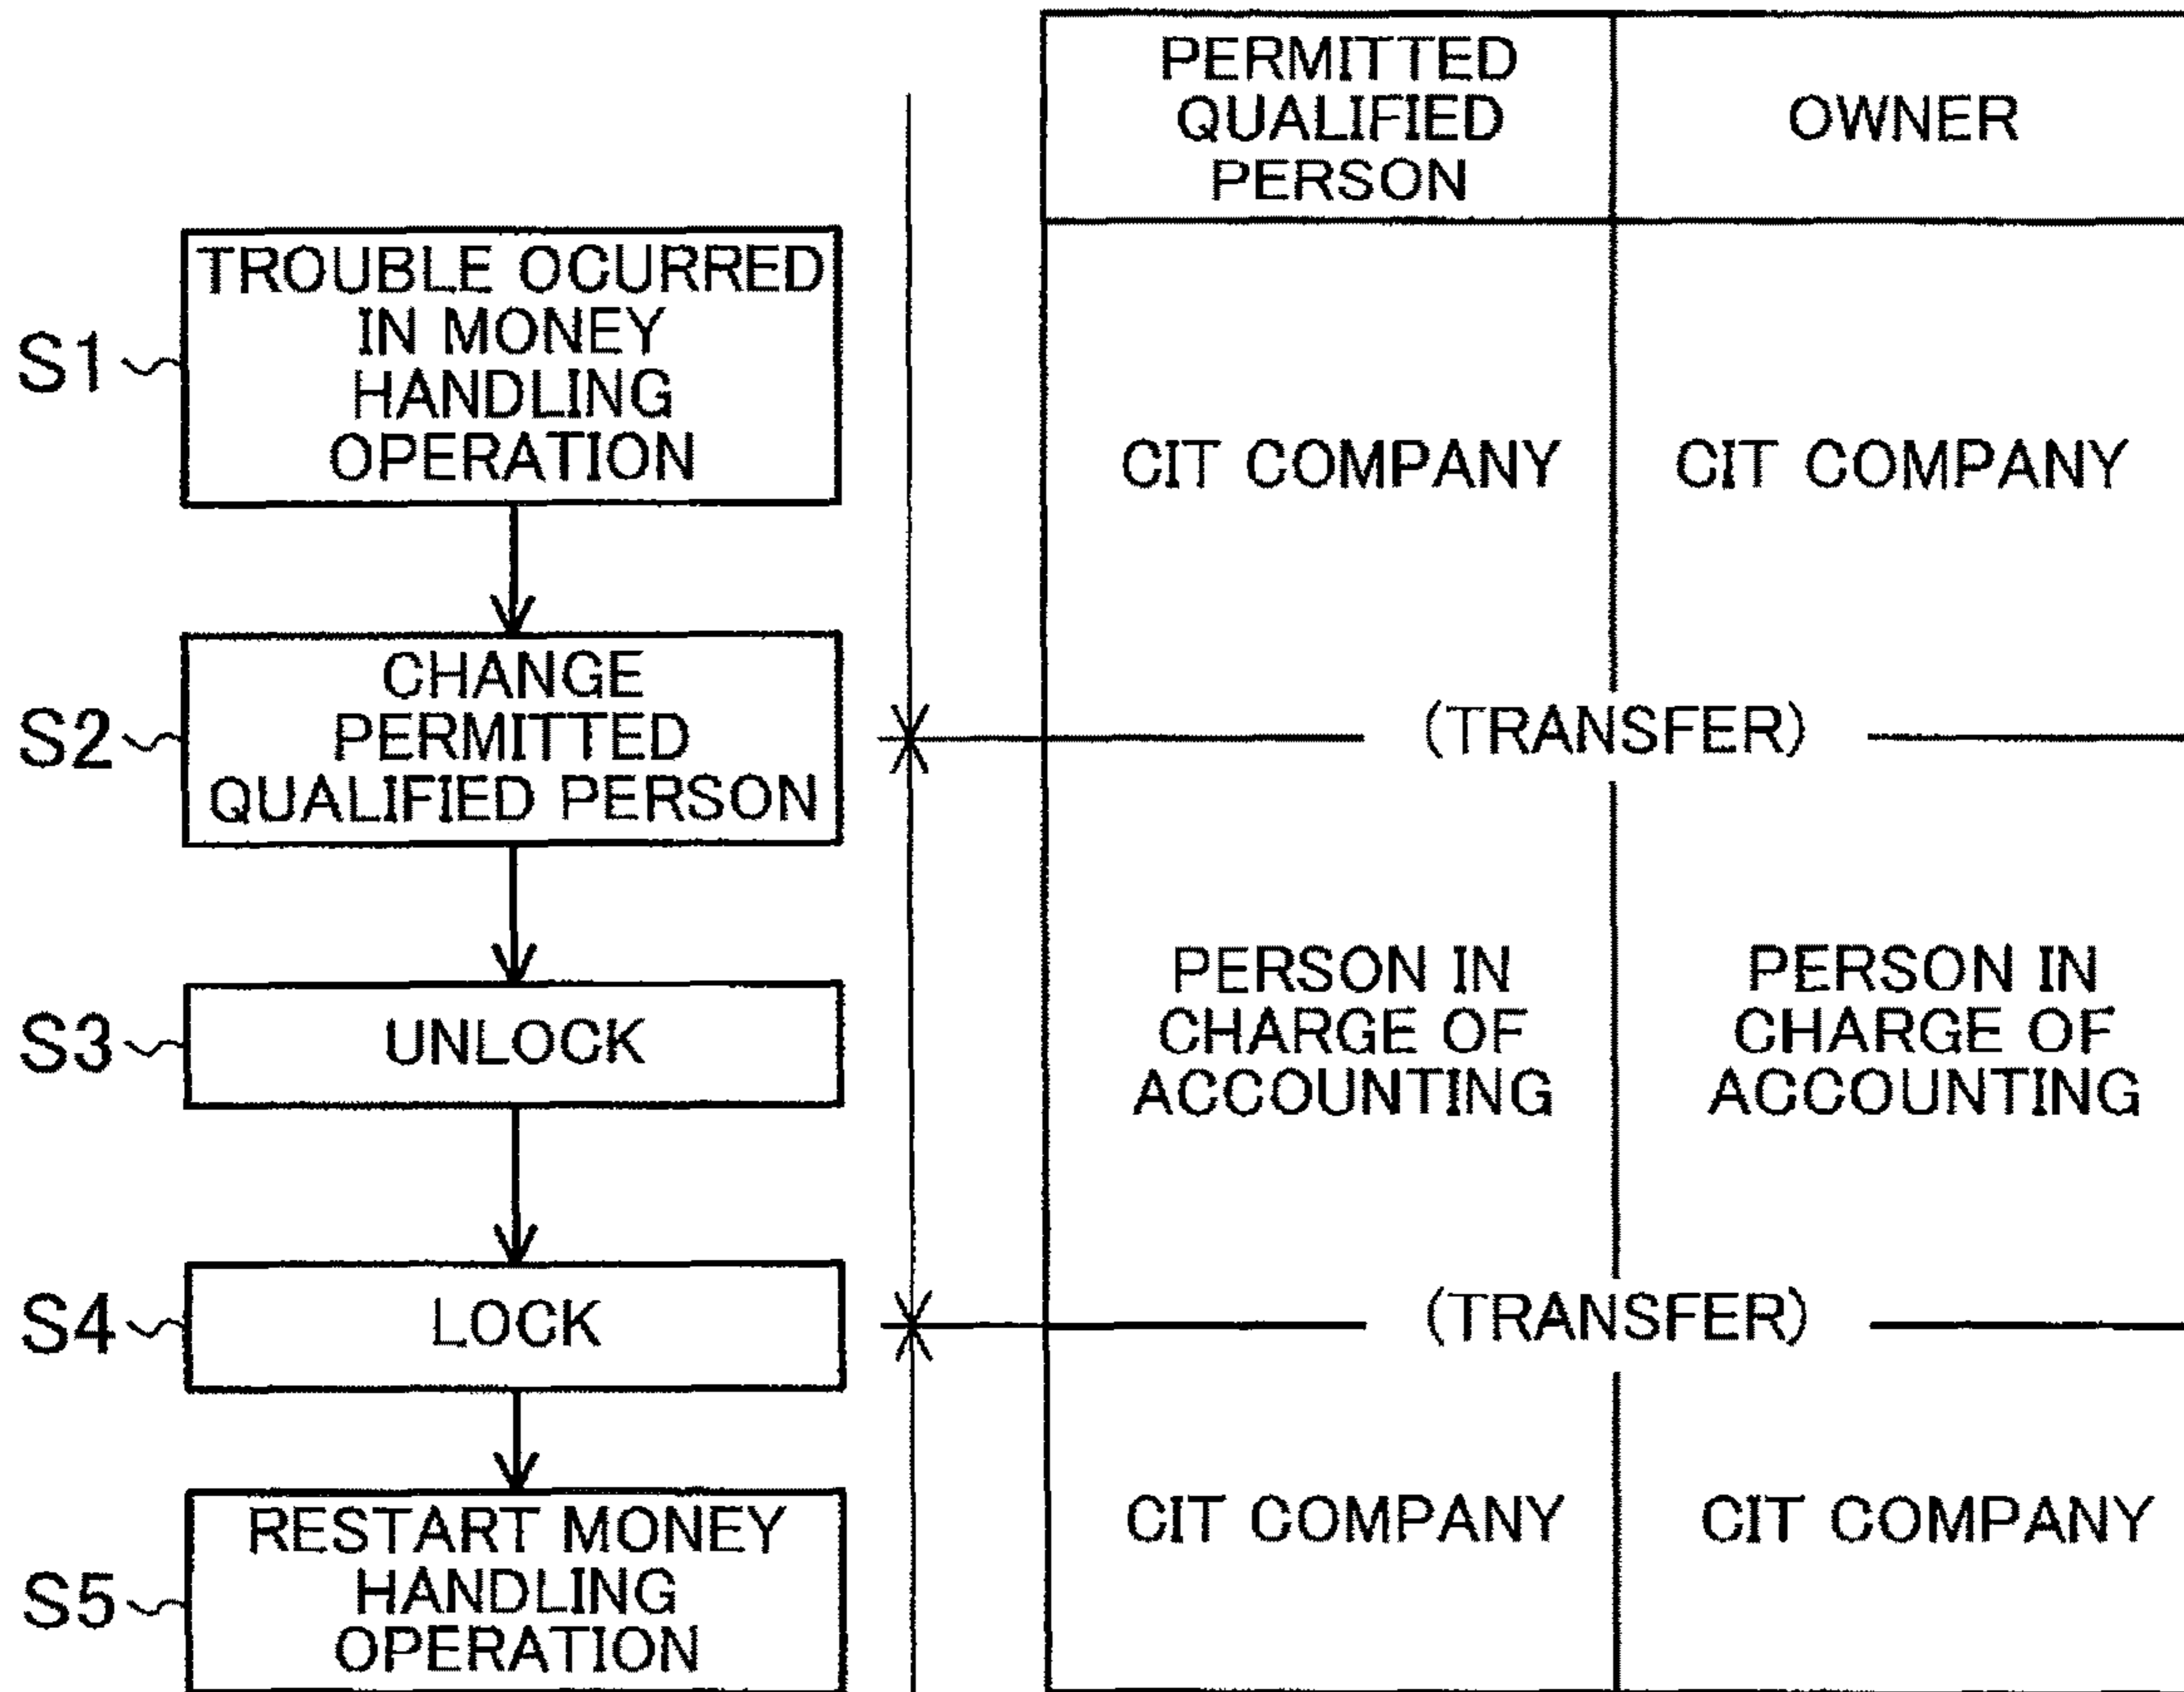 PERMITTED
QUALIFIED
PERSON
OWNER
S1
TROUBLE OCURRED
IN MONEY
HANDLING
OPERATION
CIT COMPANY
CIT COMPANY
S2
CHANGE
PERMITTED
QUALIFIED PERSON
(TRANSFER)
S3
UNLOCK
PERSON IN
CHARGE OF
ACCOUNTING
PERSON IN
CHARGE OF
ACCOUNTING
S4
LOCK
(TRANSFER)
S5
RESTART MONEY
HANDLING
OPERATION
CIT COMPANY
CIT COMPANY